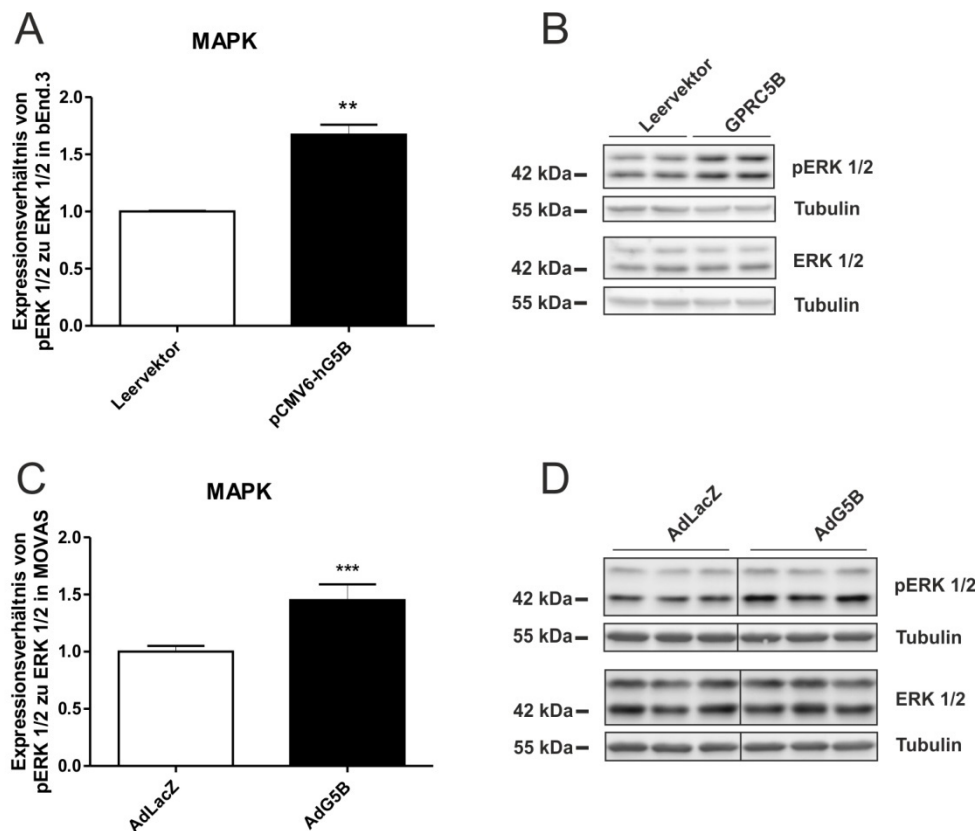 A
MAPK
Expressionsverhältnis von
pERK 1/2 zu ERK 1/2 in bEnd.3
2.0
1.5
1.0
0.5
0.0
**
Leervektor
pCMV6-hG5B
B
Leervektor
GPRC5B
42 kDa
pERK 1/2
55 kDa
Tubulin
42 kDa
ERK 1/2
55 kDa
Tubulin
C
MAPK
Expressionsverhältnis von
pERK 1/2 zu ERK 1/2 in MOVAS
2.0
1.5
1.0
0.5
0.0
***
AdLacZ
AdG5B
D
AdLacZ
AdG5B
42 kDa
pERK 1/2
55 kDa
Tubulin
42 kDa
ERK 1/2
55 kDa
Tubulin